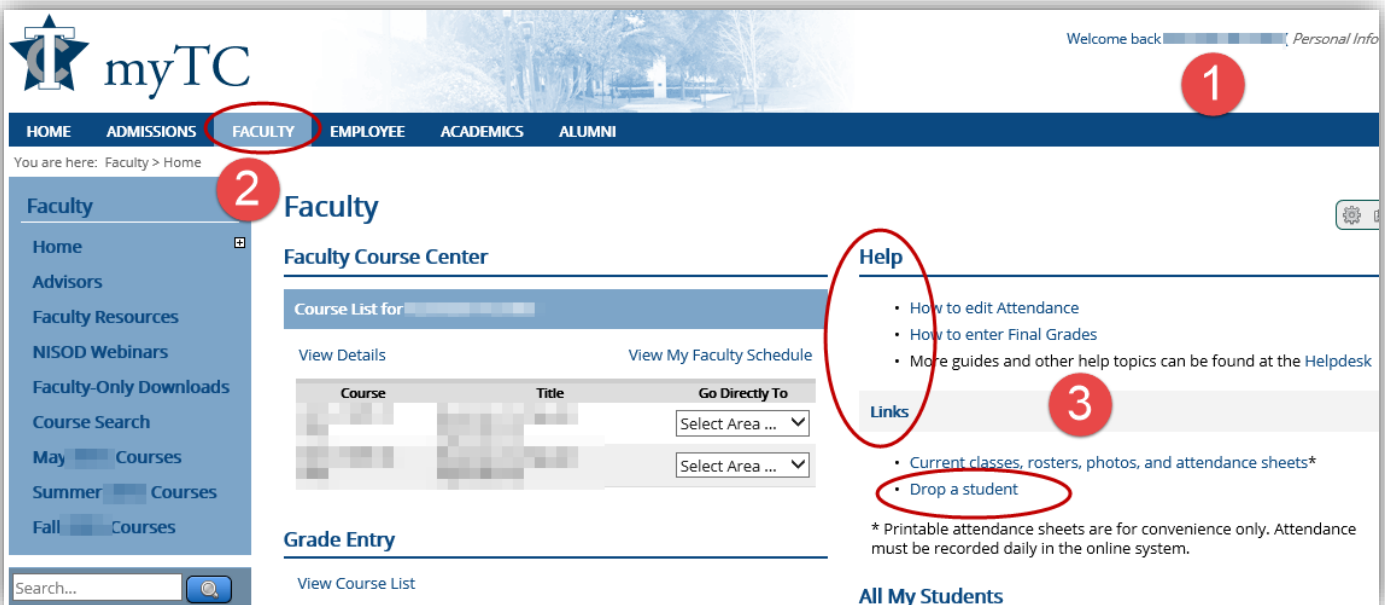 myTC
Welcome back Personal Info
1
HOME ADMISSIONS FACULTY EMPLOYEE ACADEMICS ALUMNI
You are here: Faculty > Home
2
Faculty
Home
Advisors
Faculty Resources
NISOD Webinars
Faculty-Only Downloads
Course Search
May Courses
Summer Courses
Fall Courses
Search...
Faculty
Faculty Course Center
Course List for
View Details View My Faculty Schedule
Course Title Go Directly To
Select Area ...
Select Area ...
Grade Entry
View Course List
Help
• How to edit Attendance
• How to enter Final Grades
• More guides and other help topics can be found at the Helpdesk
3
Links
• Current classes, rosters, photos, and attendance sheets*
• Drop a student
* Printable attendance sheets are for convenience only. Attendance
must be recorded daily in the online system.
All My Students